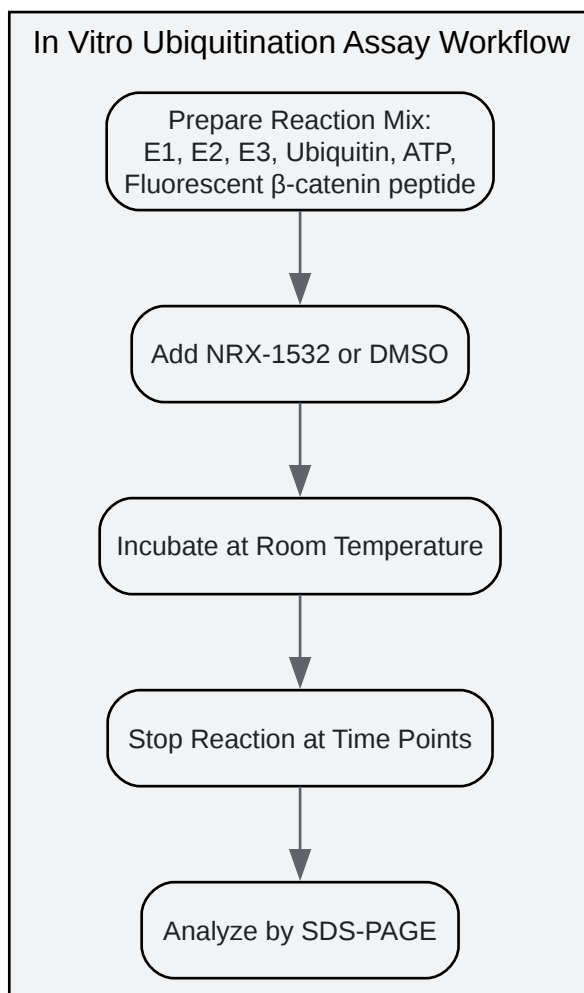 In Vitro Ubiquitination Assay Workflow
Prepare Reaction Mix:
E1, E2, E3, Ubiquitin, ATP,
Fluorescent β-catenin peptide
Add NRX-1532 or DMSO
Incubate at Room Temperature
Stop Reaction at Time Points
Analyze by SDS-PAGE